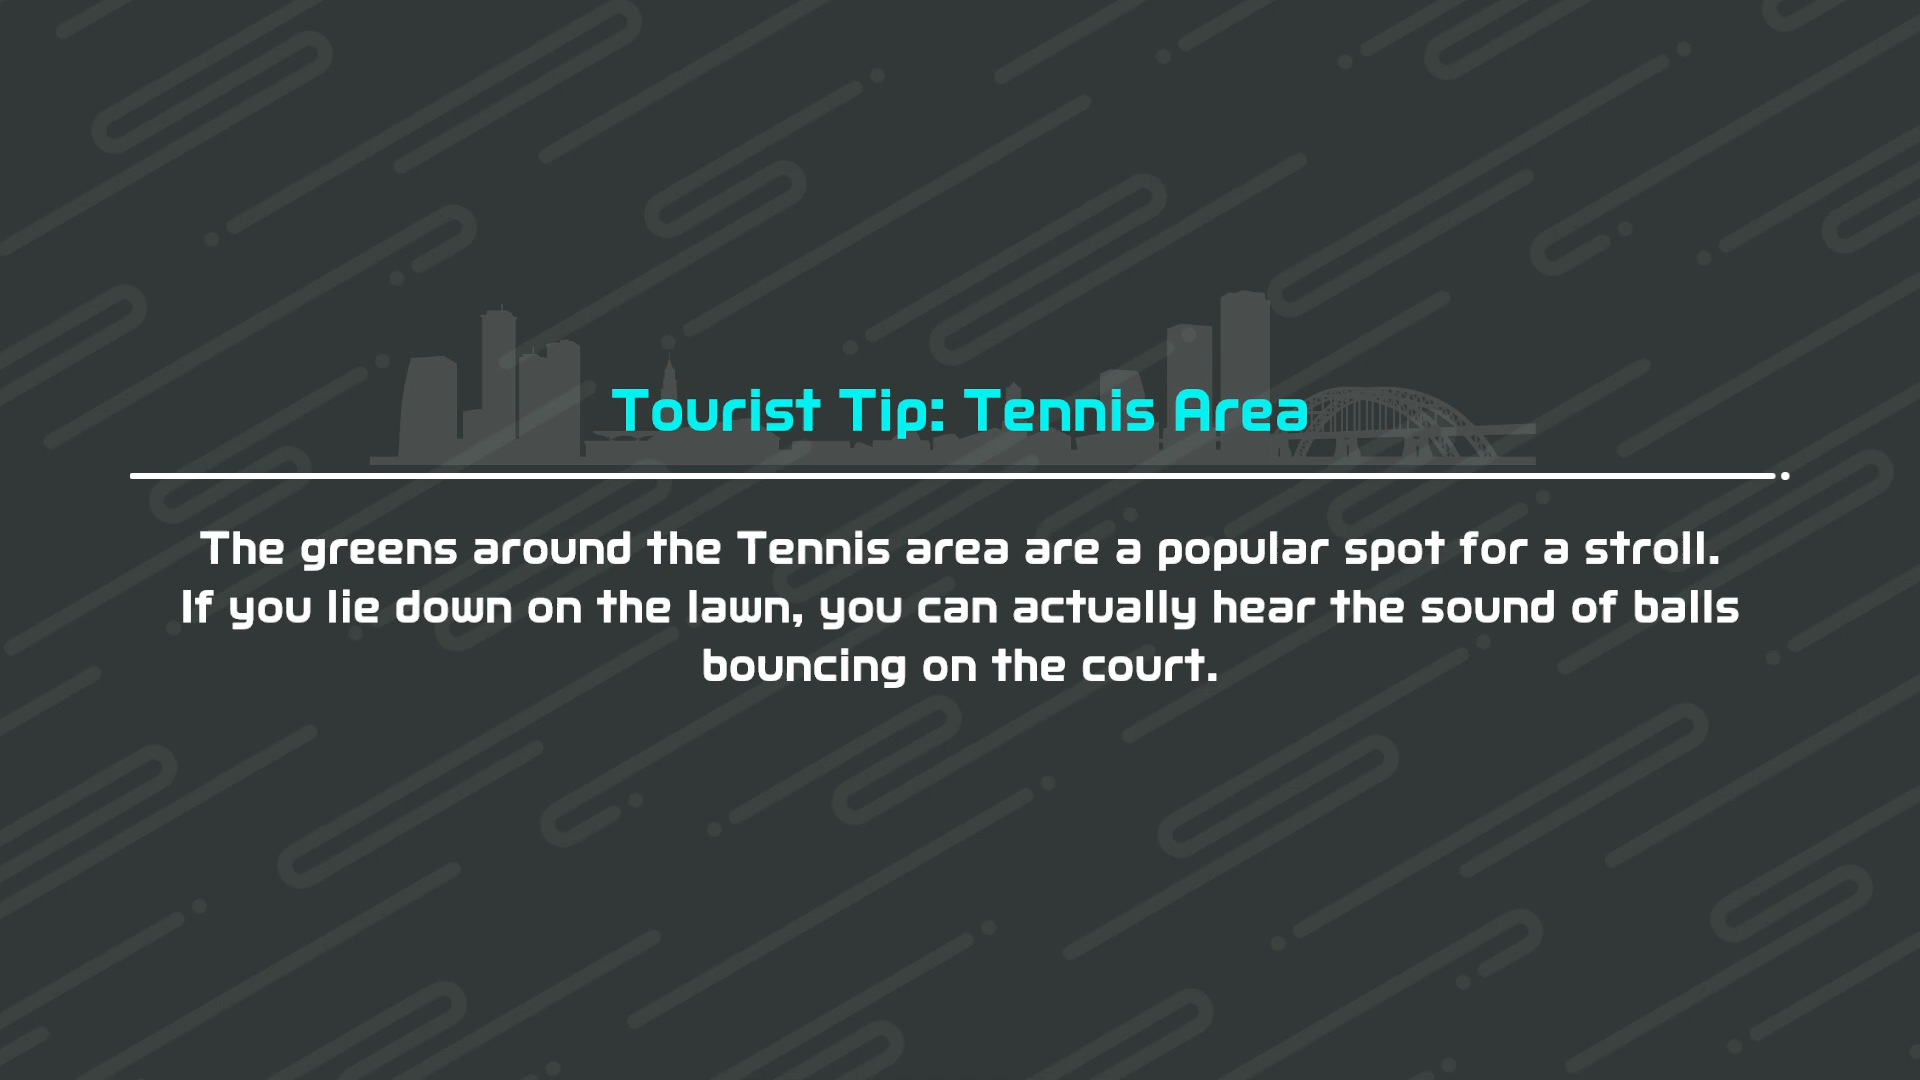 Tourist Tip: Tennis Area
The greens around the Tennis area are a popular spot for a stroll.
If you lie down on the lawn, you can actually hear the sound of balls
bouncing on the court.